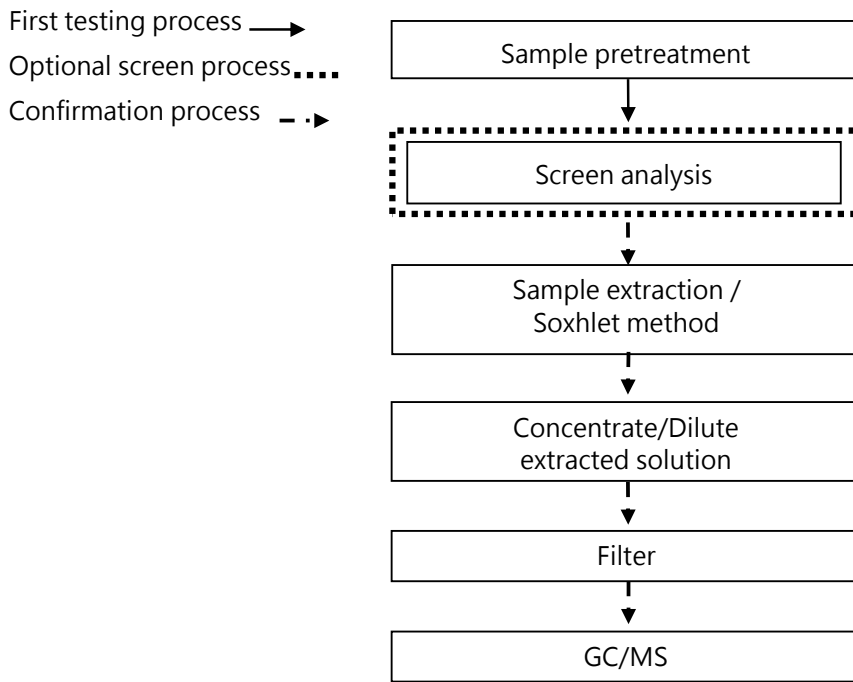 First testing process
Optional screen process
Confirmation process
Sample pretreatment
Screen analysis
Sample extraction /
Soxhlet method
Concentrate/Dilute
extracted solution
Filter
GC/MS